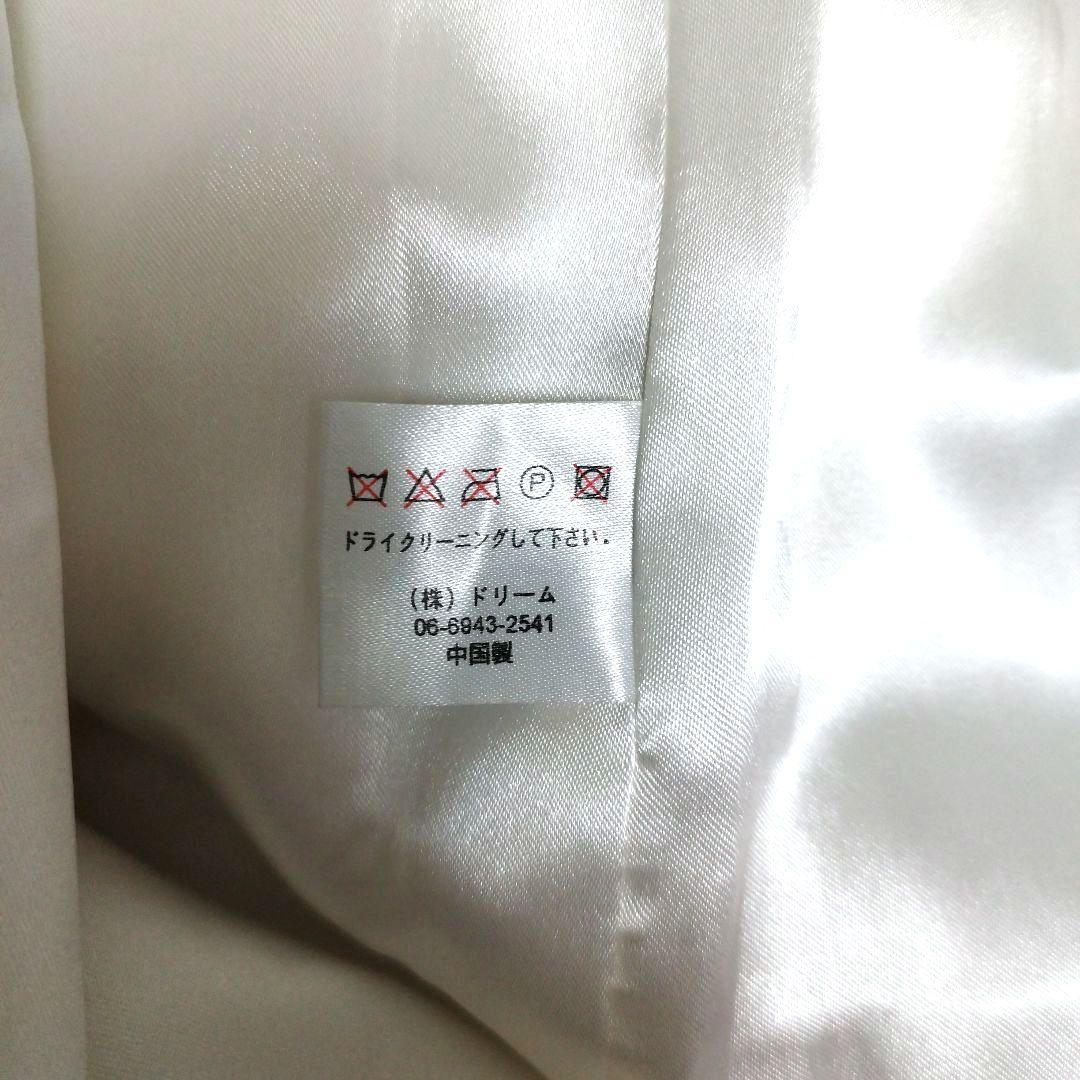 P
ドライクリーニングして下さい。
(株)ドリーム
06-6943-2541
中国製